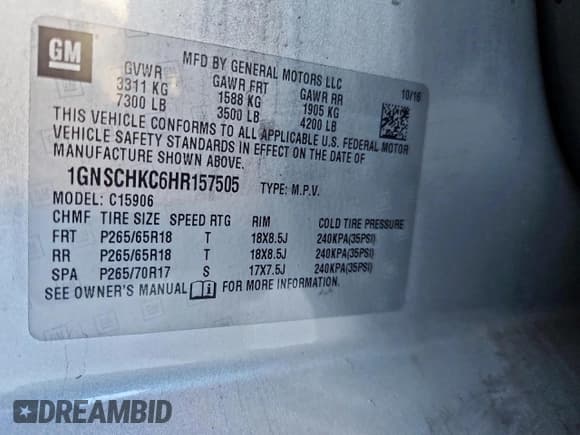 GM
MFD BY GENERAL MOTORS LLC
10/16
GVWR GAWR FRT GAWR RR
3311 KG 1588 KG 1905 KG
7300 LB 3500 LB 4200 LB
THIS VEHICLE CONFORMS TO ALL APPLICABLE U.S. FEDERAL MOTOR
VEHICLE SAFETY STANDARDS IN EFFECT ON THE DATE OF
MANUFACTURE SHOWN ABOVE.
1GNSCHKC6HR157505 TYPE: M.P.V.
MODEL: C15906
CHMF TIRE SIZE SPEED RTG RIM COLD TIRE PRESSURE
FRT P265/65R18 T 18X8.5J 240KPA(35PSI)
RR P265/65R18 T 18X8.5J 240KPA(35PSI)
SPA P265/70R17 S 17X7.5J 240KPA(35PSI)
SEE OWNER'S MANUAL FOR MORE INFORMATION.
DREAMBID